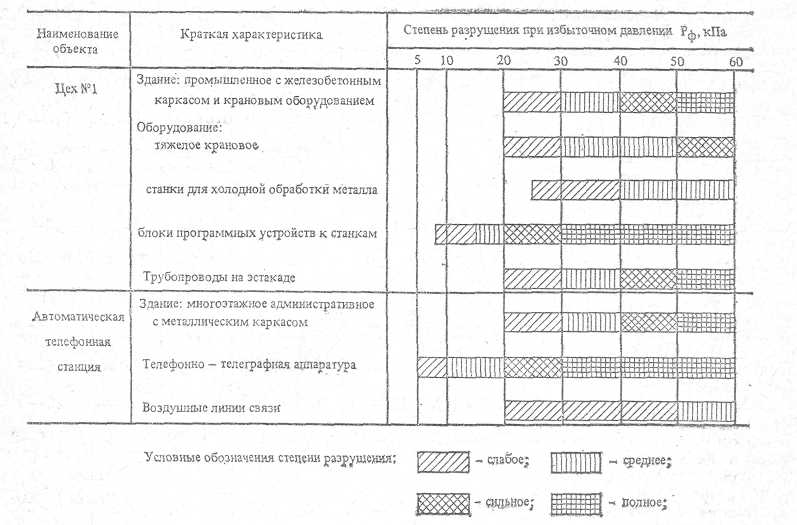 Наименование объекта
Краткая характеристика
Степень разрушения при избыточном давлении Рф, кПа
5 10 20 30 40 50 60
Цех №1
Здание: промышленное с железобетонным
каркасом и крановым оборудованием
Оборудование:
тяжелое крановое
станки для холодной обработки металла
блоки программных устройств к станкам
Трубопроводы на эстакаде
Автоматическая
телефонная
станция
Здание: многоэтажное административное
с металлическим каркасом
Телефонно – телеграфная аппаратура
Воздушные линии связи
Условные обозначения степени разрушения:
– слабое;
– среднее;
– сильное;
– полное;